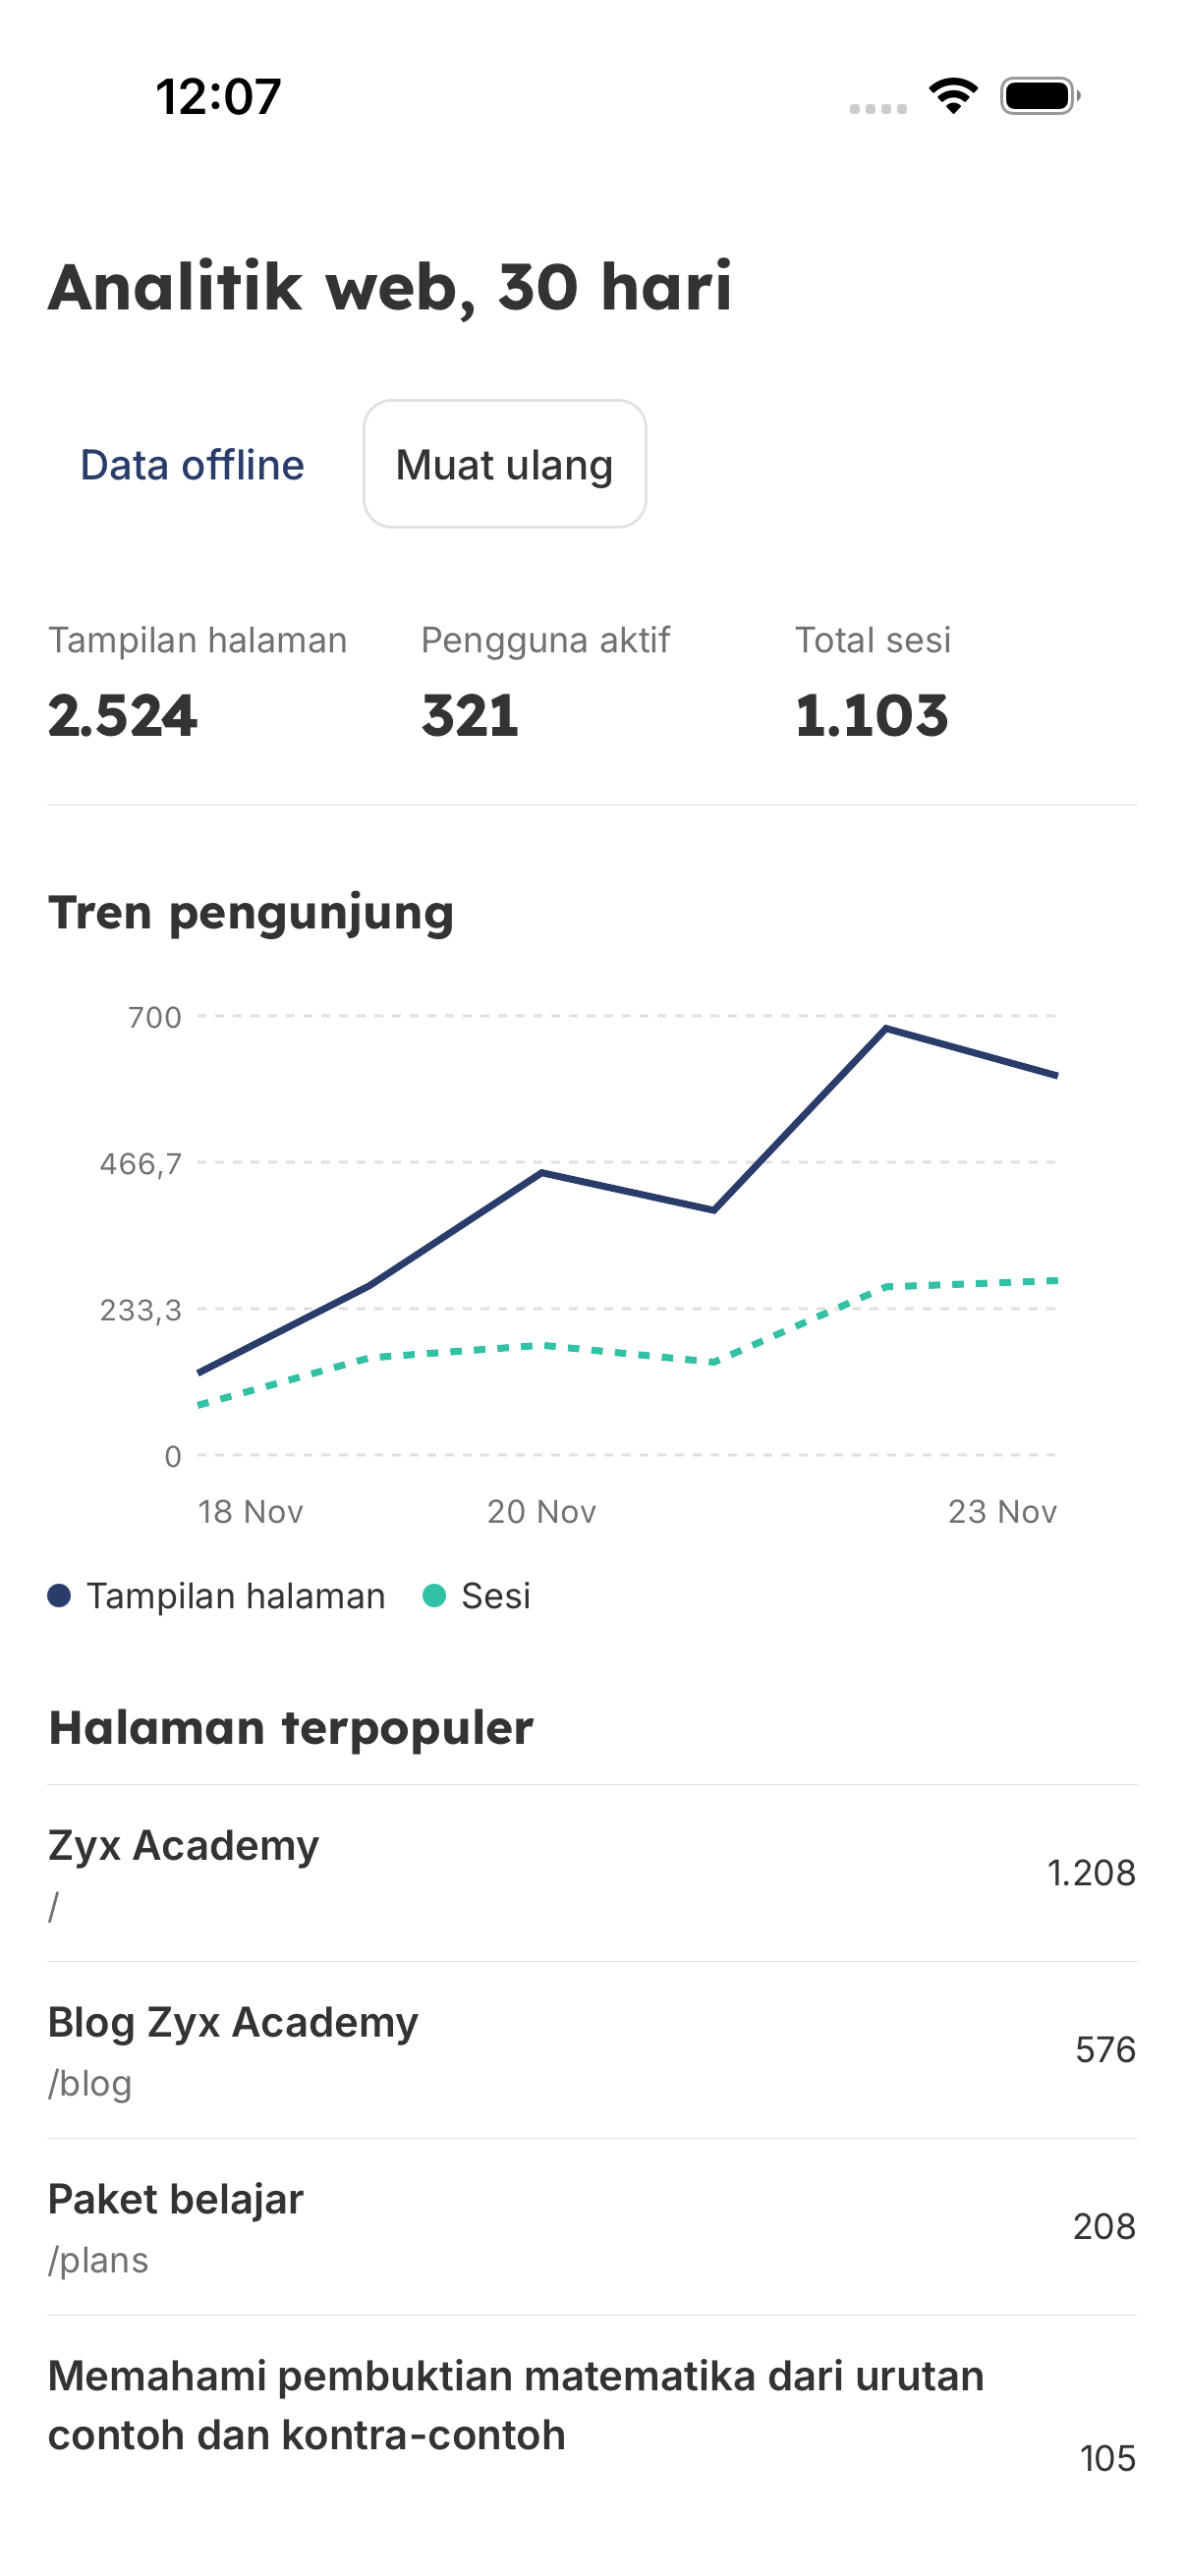 12:07
Analitik web, 30 hari
Data offline
Muat ulang
Tampilan halaman
2.524
Pengguna aktif
321
Total sesi
1.103
Tren pengunjung
700
466,7
233,3
0
18 Nov
20 Nov
23 Nov
Tampilan halaman
Sesi
Halaman terpopuler
Zyx Academy
/
1.208
Blog Zyx Academy
/blog
576
Paket belajar
/plans
208
Memahami pembuktian matematika dari urutan
contoh dan kontra-contoh
105